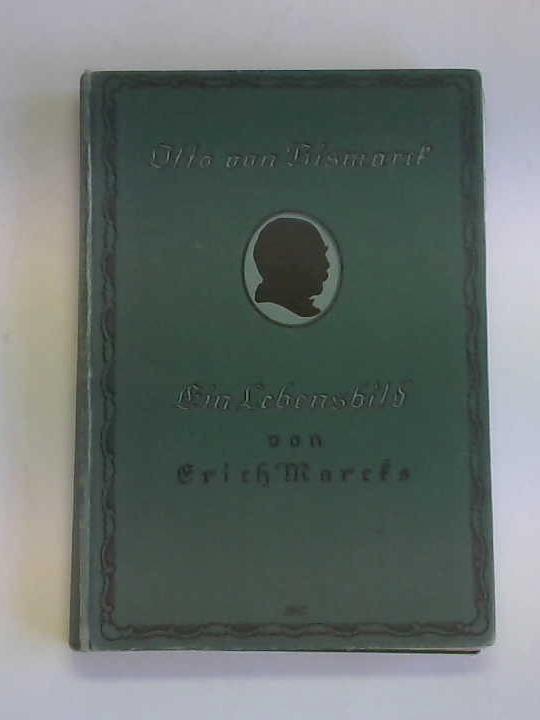 Otto von Bismarck
Ein Lebensbild
von
Erich Marcks